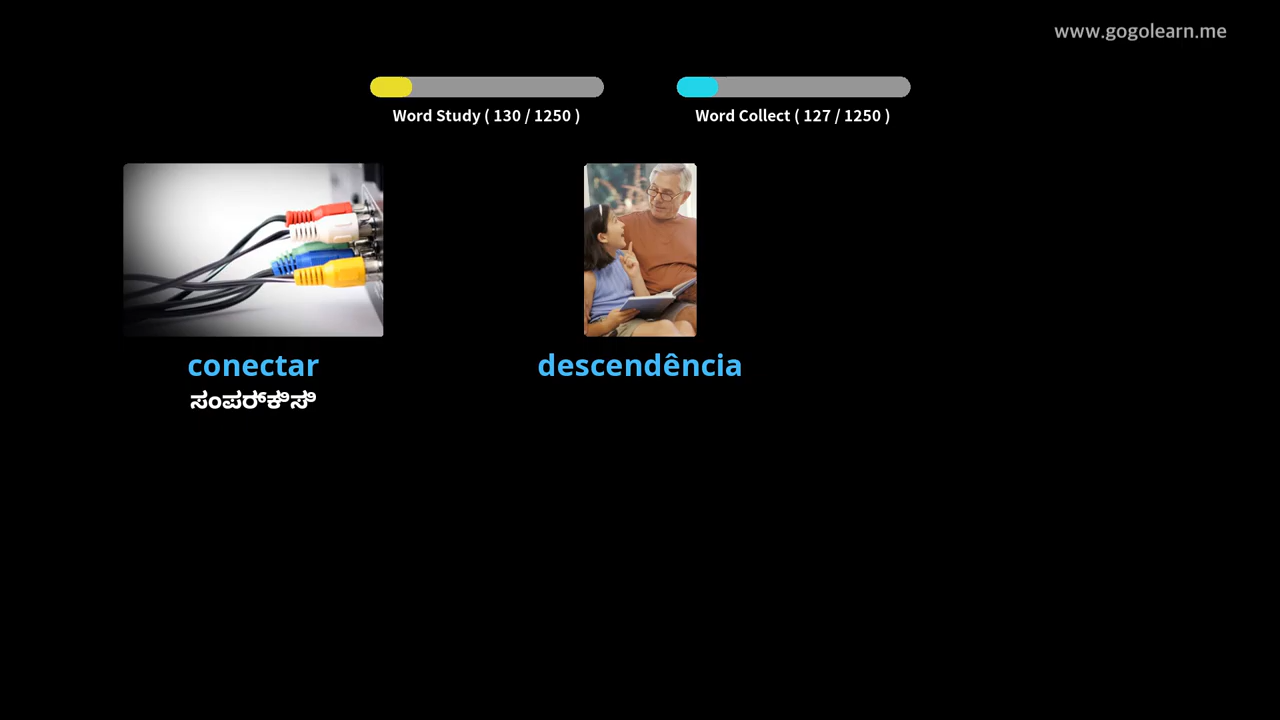 www.gogolearn.me
Word Study ( 130 / 1250 )
Word Collect ( 127 / 1250 )
conectar
descendência
ಸಂಪರ್ಕಿಸಿ